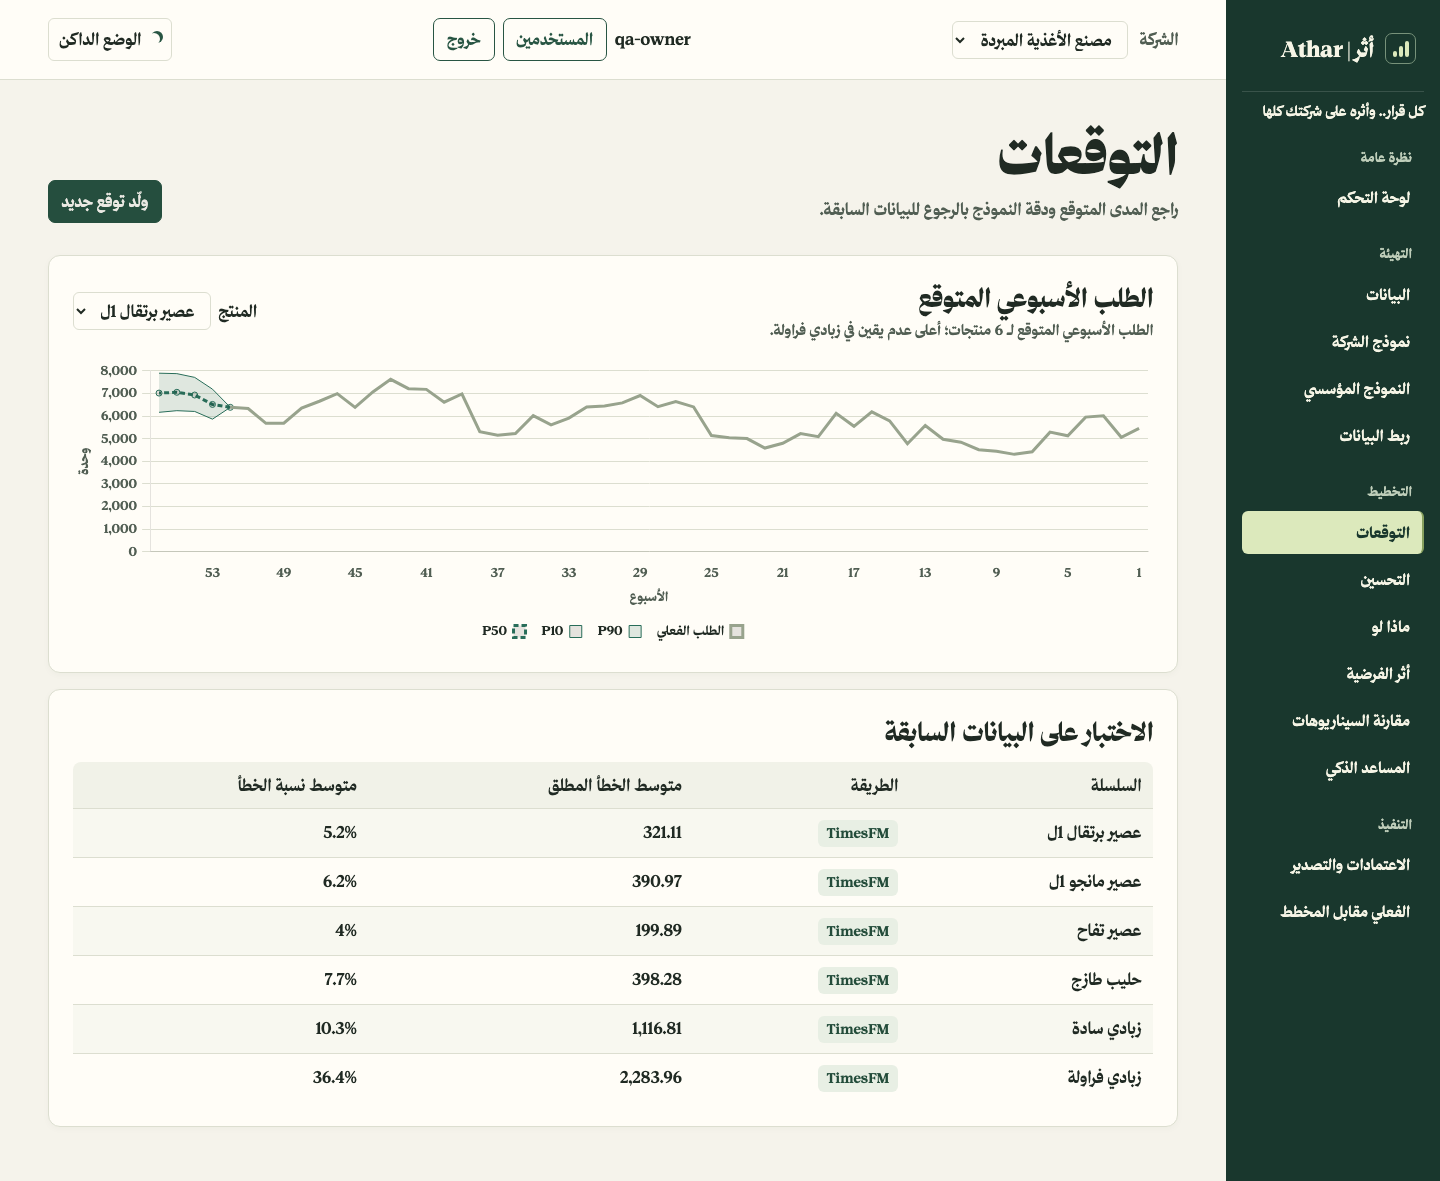 أثر | Athar
كل قرار.. وأثره على شركتك كلها
نظرة عامة
لوحة التحكم
التهيئة
البيانات
نموذج الشركة
النموذج المؤسسي
ربط البيانات
التخطيط
التوقعات
التحسين
ماذا لو
أثر الفرضية
مقارنة السيناريوهات
المساعد الذكي
التنفيذ
الاعتمادات والتصدير
الفعلي مقابل المخطط
الشركة مصنع الأغذية المبردة qa-owner المستخدمين خروج الوضع الداكن
التوقعات
راجع المدى المتوقع ودقة النموذج بالرجوع للبيانات السابقة.
ولّد توقع جديد
الطلب الأسبوعي المتوقع
الطلب الأسبوعي المتوقع لـ 6 منتجات؛ أعلى عدم يقين في زبادي فراولة.
المنتج عصير برتقال 1ل
8,000
7,000
6,000
5,000
4,000
3,000
2,000
1,000
0
وحدة
1 5 9 13 17 21 25 29 33 37 41 45 49 53
الأسبوع
الطلب الفعلي P90 P10 P50
الاختبار على البيانات السابقة
السلسلة الطريقة متوسط الخطأ المطلق متوسط نسبة الخطأ
عصير برتقال 1ل TimesFM 321.11 5.2%
عصير مانجو 1ل TimesFM 390.97 6.2%
عصير تفاح TimesFM 199.89 4%
حليب طازج TimesFM 398.28 7.7%
زبادي سادة TimesFM 1,116.81 10.3%
زبادي فراولة TimesFM 2,283.96 36.4%